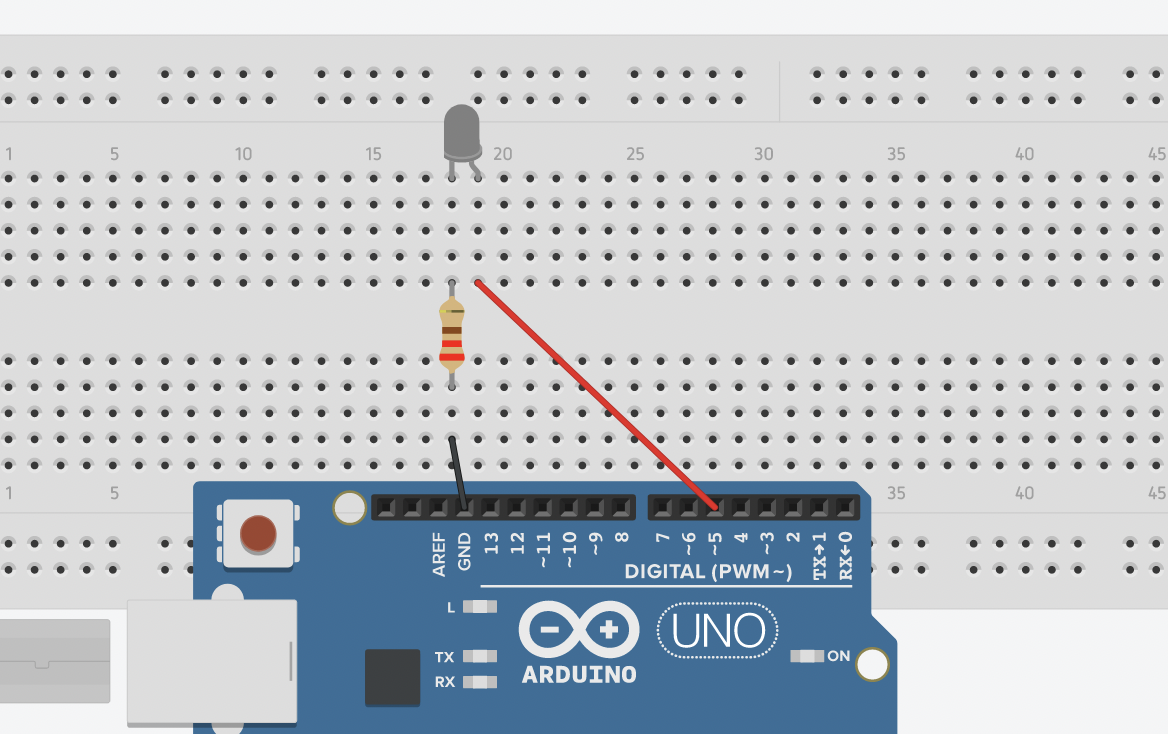 1 5 10 15 20 25 30 35 40 45
1 5 35 40 45
AREF GND 13 12 ~11 ~10 ~9 8 7 ~6 ~5 4 ~3 2 TX→1 RX←0
DIGITAL (PWM~)
L
UNO
TX
ON
RX
ARDUINO